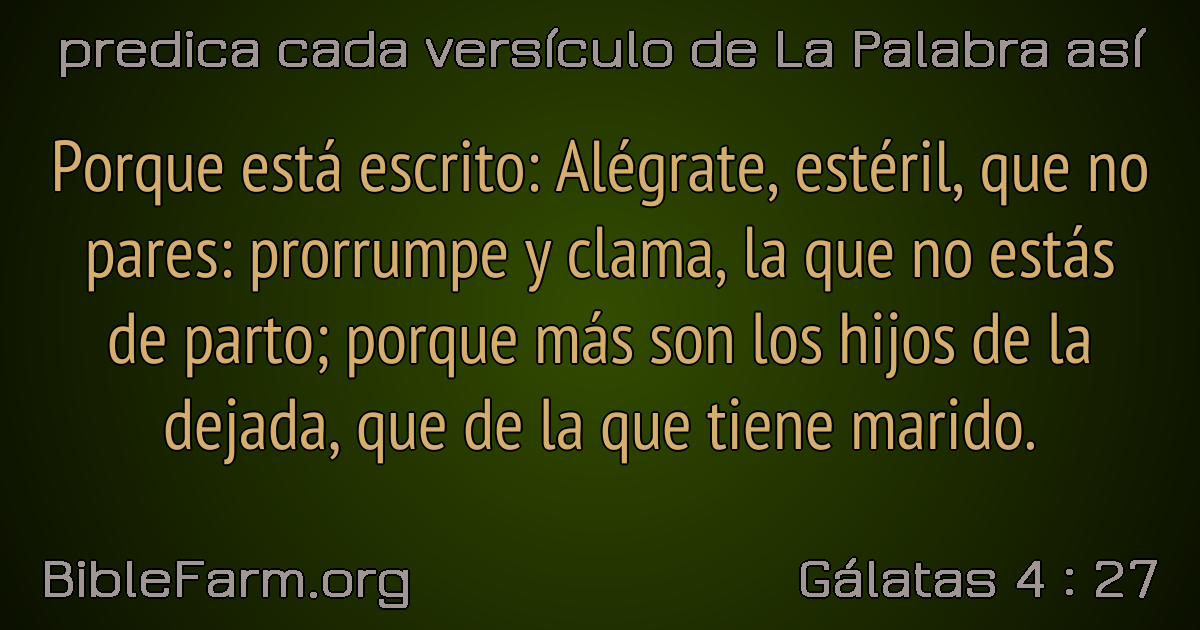 predica cada versículo de La Palabra así
Porque está escrito: Alégrate, estéril, que no
pares: prorrumpe y clama, la que no estás
de parto; porque más son los hijos de la
dejada, que de la que tiene marido.
BibleFarm.org
Gálatas 4 : 27